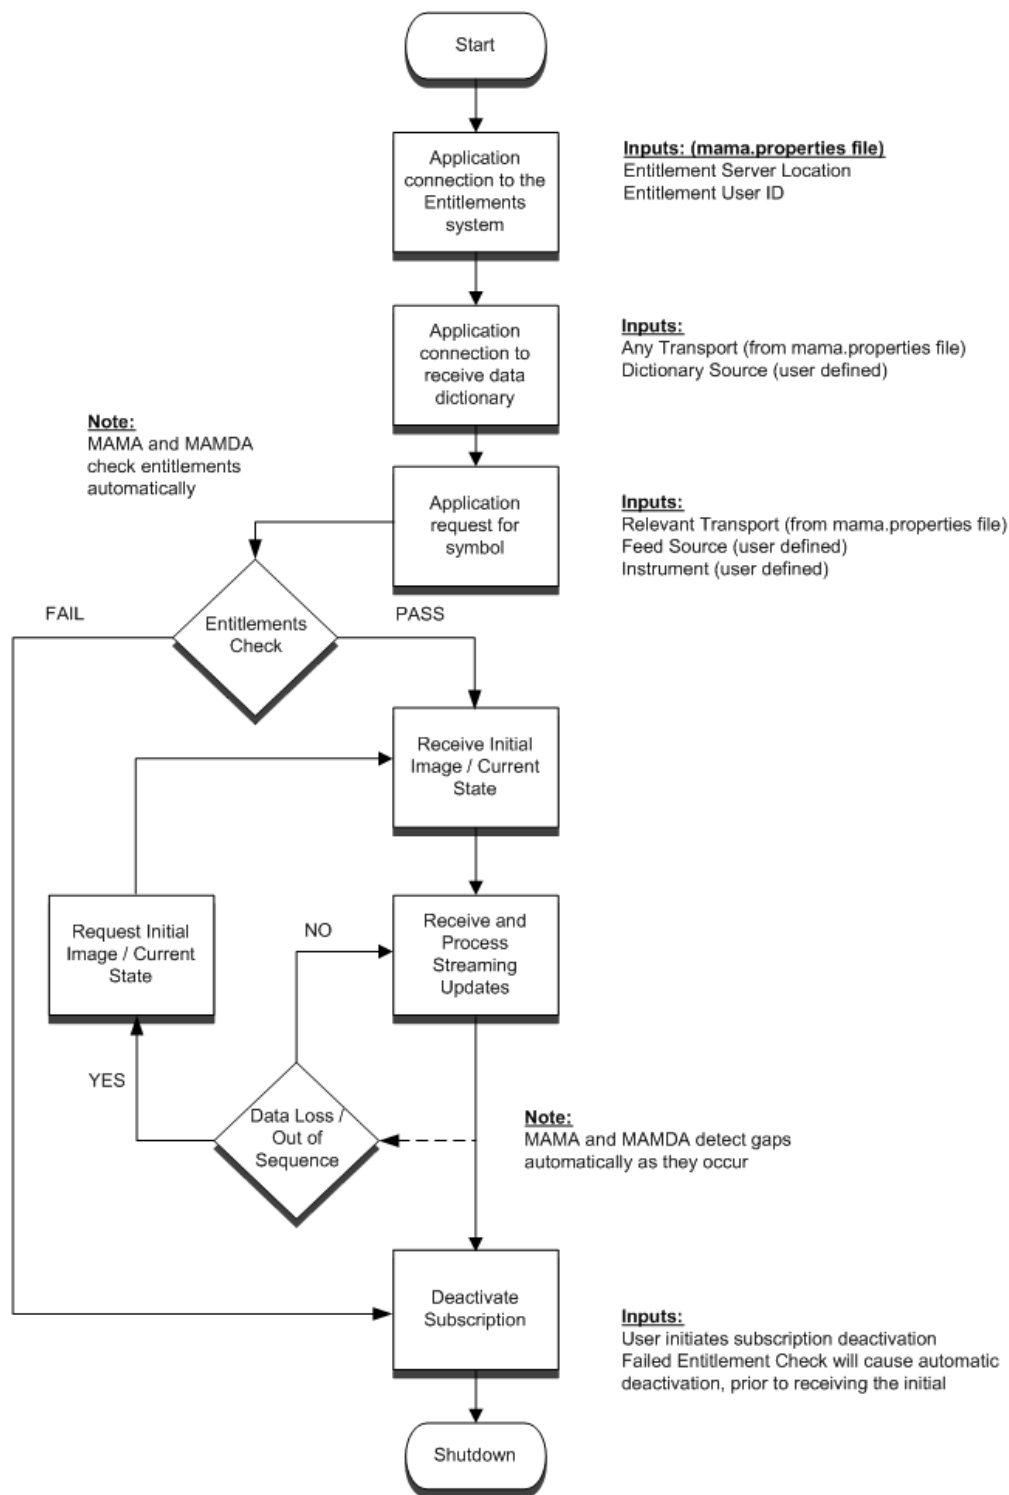 Start
Application
connection to the
Entitlements
system
Inputs: (mama.properties file)
Entitlement Server Location
Entitlement User ID
Application
connection to
receive data
dictionary
Inputs:
Any Transport (from mama.properties file)
Dictionary Source (user defined)
Note:
MAMA and MAMDA
check entitlements
automatically
Application
request for
symbol
Inputs:
Relevant Transport (from mama.properties file)
Feed Source (user defined)
Instrument (user defined)
FAIL
Entitlements
Check
PASS
Receive Initial
Image / Current
State
Request Initial
Image / Current
State
NO
Receive and
Process
Streaming
Updates
YES
Data Loss /
Out of
Sequence
Note:
MAMA and MAMDA detect gaps
automatically as they occur
Deactivate
Subscription
Inputs:
User initiates subscription deactivation
Failed Entitlement Check will cause automatic
deactivation, prior to receiving the initial
Shutdown